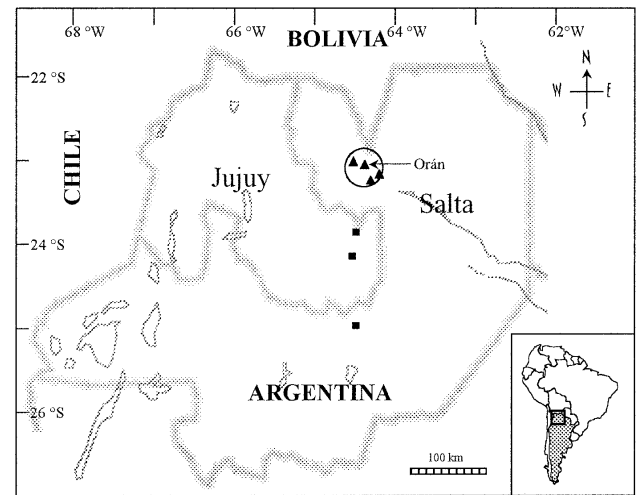 68 °W
66 °W
64 °W
62 °W
BOLIVIA
22 °S
N
W E
S
CHILE
Orán
Jujuy
Salta
24 °S
ARGENTINA
26 °S
100 km